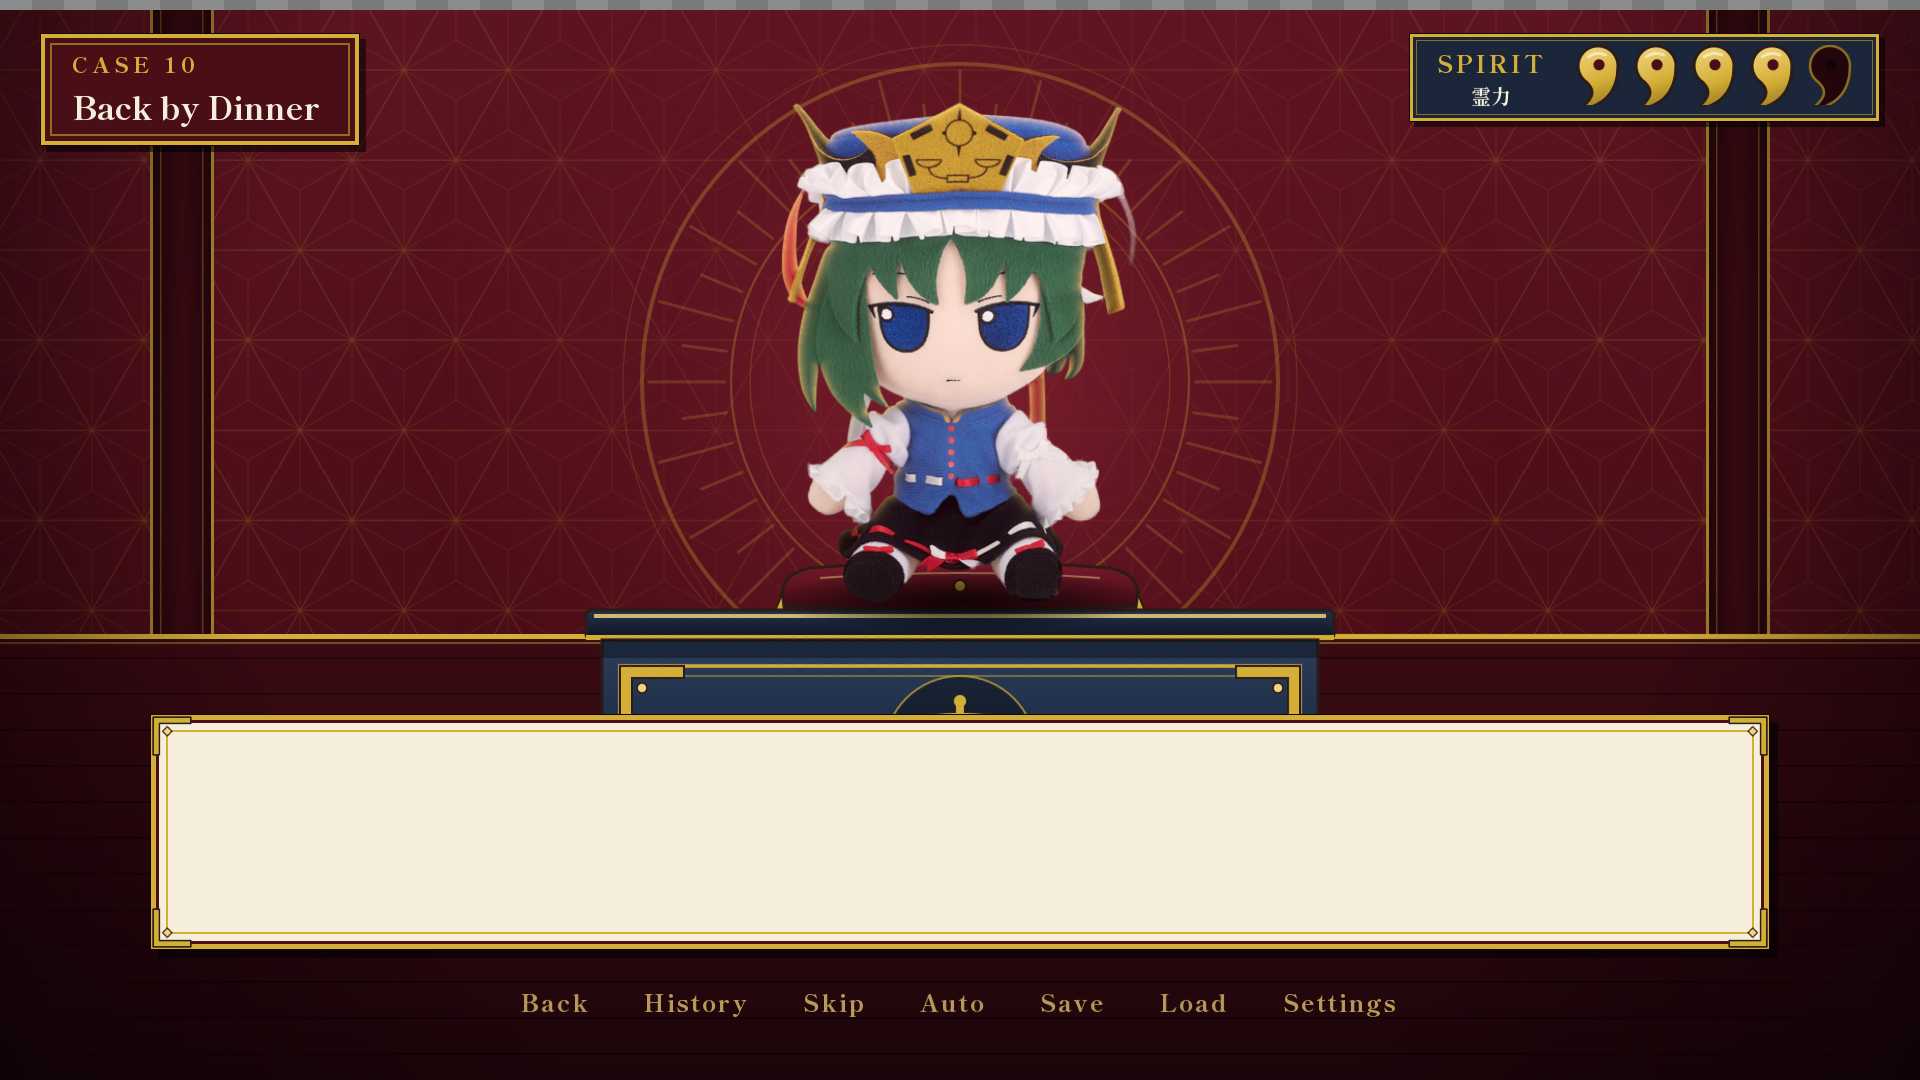 CASE 10
Back by Dinner
SPIRIT
霊力
Back History Skip Auto Save Load Settings